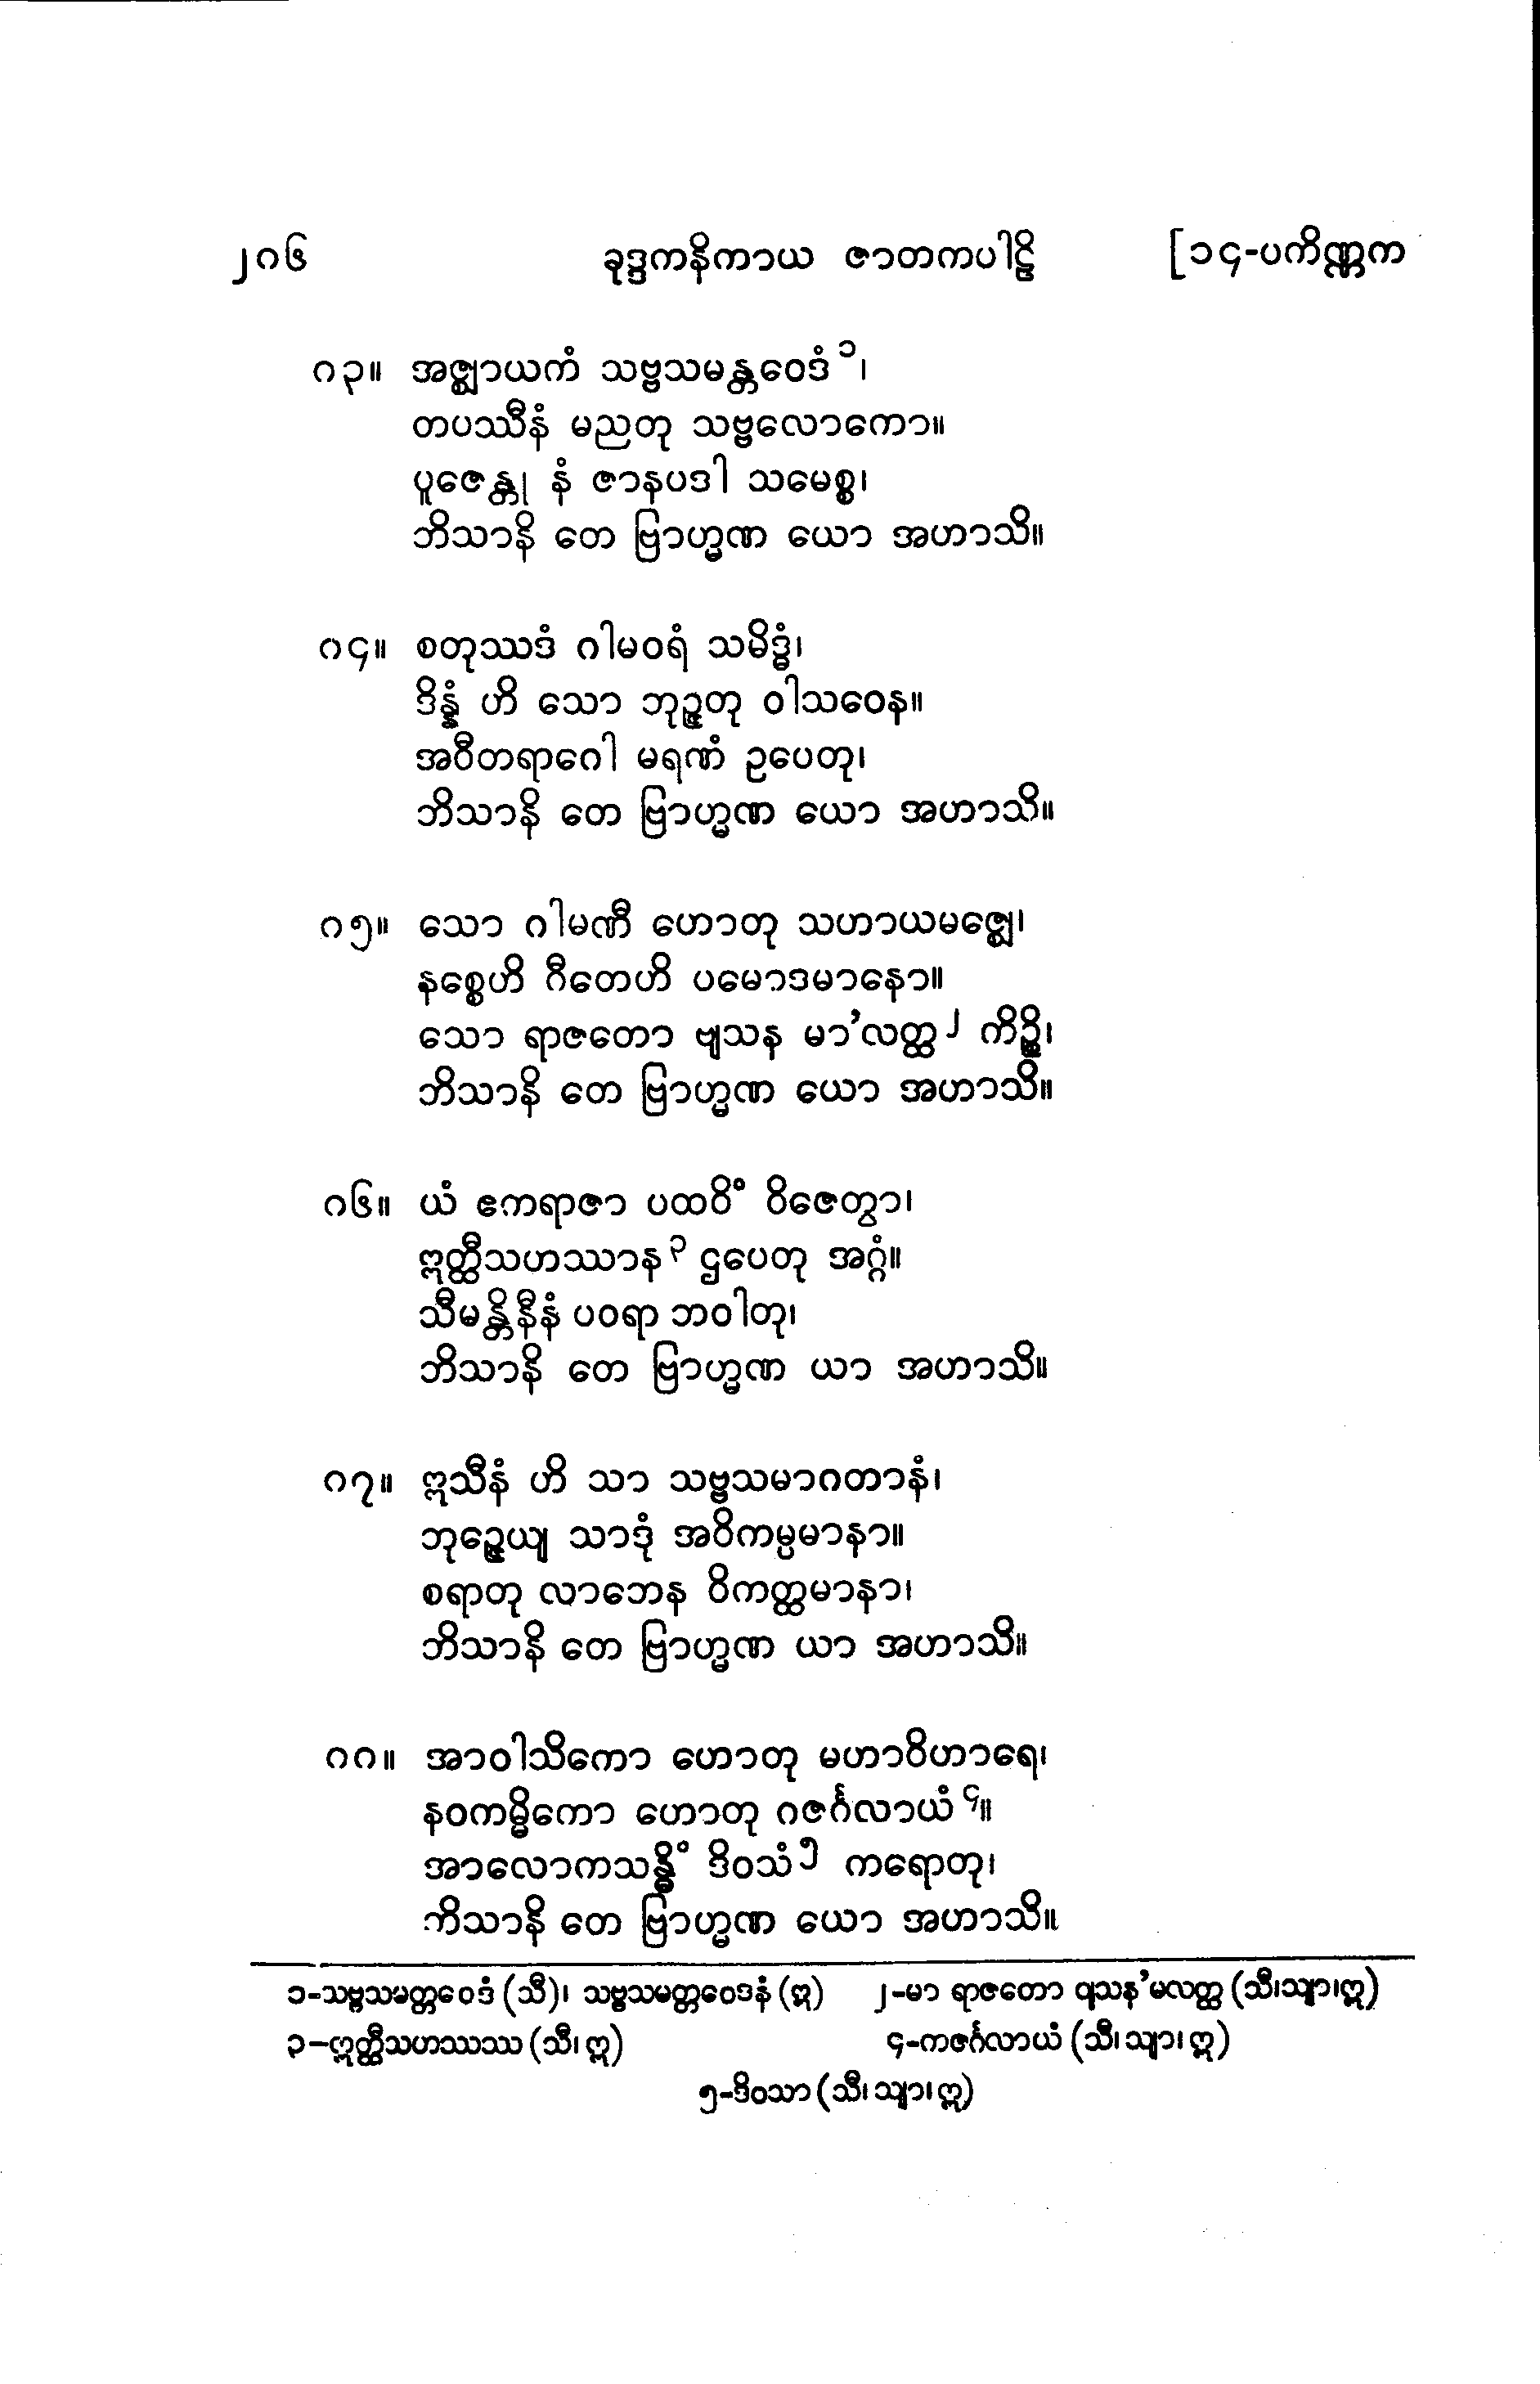 ၂၈၆ ခုဒ္ဒကနိကာယ ဇာတကပါဠိ [၁၄-ပကိဏ္ဏက
၈၃။ အဇ္ဈာယကံ သဗ္ဗသမန္တဝေဒံ၁၊
တပဿီနံ မညတု သဗ္ဗလောကော။
ပူဇေန္တု နံ ဇာနပဒါ သမေစ္စ၊
ဘိသာနိ တေ ဗြာဟ္မဏ ယော အဟာသိ။
၈၄။ စတုဿဒံ ဂါမဝရံ သမိဒ္ဓံ၊
ဒိန္နံ ဟိ သော ဘုဉ္ဇတု ဝါသဝေန။
အဝီတရာဂေါ မရဏံ ဥပေတု၊
ဘိသာနိ တေ ဗြာဟ္မဏ ယော အဟာသိ။
၈၅။ သော ဂါမဏီ ဟောတု သဟာယမဇ္ဈေ၊
နစ္စေဟိ ဂီတေဟိ ပမောဒမာနော။
သော ရာဇတော ဗျသန မာ’လတ္ထ၂ ကိဉ္စိ၊
ဘိသာနိ တေ ဗြာဟ္မဏ ယော အဟာသိ။
၈၆။ ယံ ဧကရာဇာ ပထဝိံ ဝိဇေတွာ၊
ဣတ္ထီသဟဿာန၃ ဌပေတု အဂ္ဂံ။
သီမန္တိနီနံ ပဝရာ ဘဝါတု၊
ဘိသာနိ တေ ဗြာဟ္မဏ ယာ အဟာသိ။
၈၇။ ဣသီနံ ဟိ သာ သဗ္ဗသမာဂတာနံ၊
ဘုဉ္ဇေယျ သာဒုံ အဝိကမ္ပမာနာ။
စရာတု လာဘေန ဝိကတ္ထမာနာ၊
ဘိသာနိ တေ ဗြာဟ္မဏ ယာ အဟာသိ။
၈၈။ အာဝါသိကော ဟောတု မဟာဝိဟာရေ၊
နဝကမ္မိကော ဟောတု ဂဇင်္ဂလာယံ၄။
အာလောကသန္ဓိံ ဒိဝသံ၅ ကရောတု၊
ဘိသာနိ တေ ဗြာဟ္မဏ ယော အဟာသိ။
၁-သဗ္ဗသမတ္တဝေဒံ (သီ)၊ သဗ္ဗသမတ္တဝေဒနံ (ဣ) ၂-မာ ရာဇတော ဗျသန’မလတ္ထ (သီ၊သျာ၊ဣ)
၃-ဣတ္ထီသဟဿဿ (သီ၊ ဣ) ၄-ကဇင်္ဂလာယံ (သီ၊ သျာ၊ ဣ)
၅-ဒိဝသာ (သီ၊ သျာ၊ ဣ)